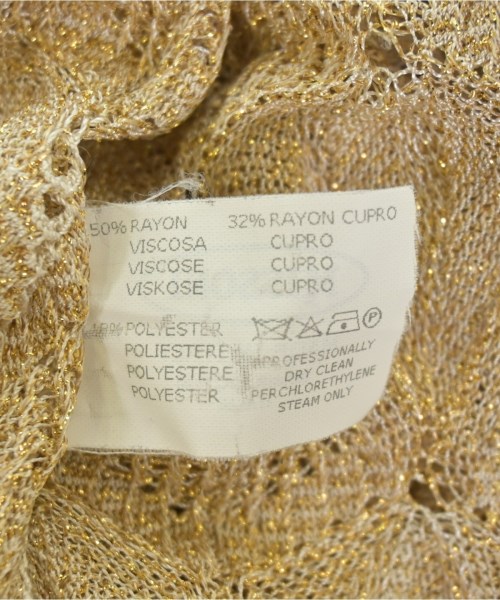 50% RAYON 32% RAYON CUPRO
VISCOSA CUPRO
VISCOSE CUPRO
VISKOSE CUPRO
18% POLYESTER
POLIESTERE
POLYESTERE
POLYESTER
P
PROFESSIONALLY
DRY CLEAN
PERCHLORETHYLENE
STEAM ONLY